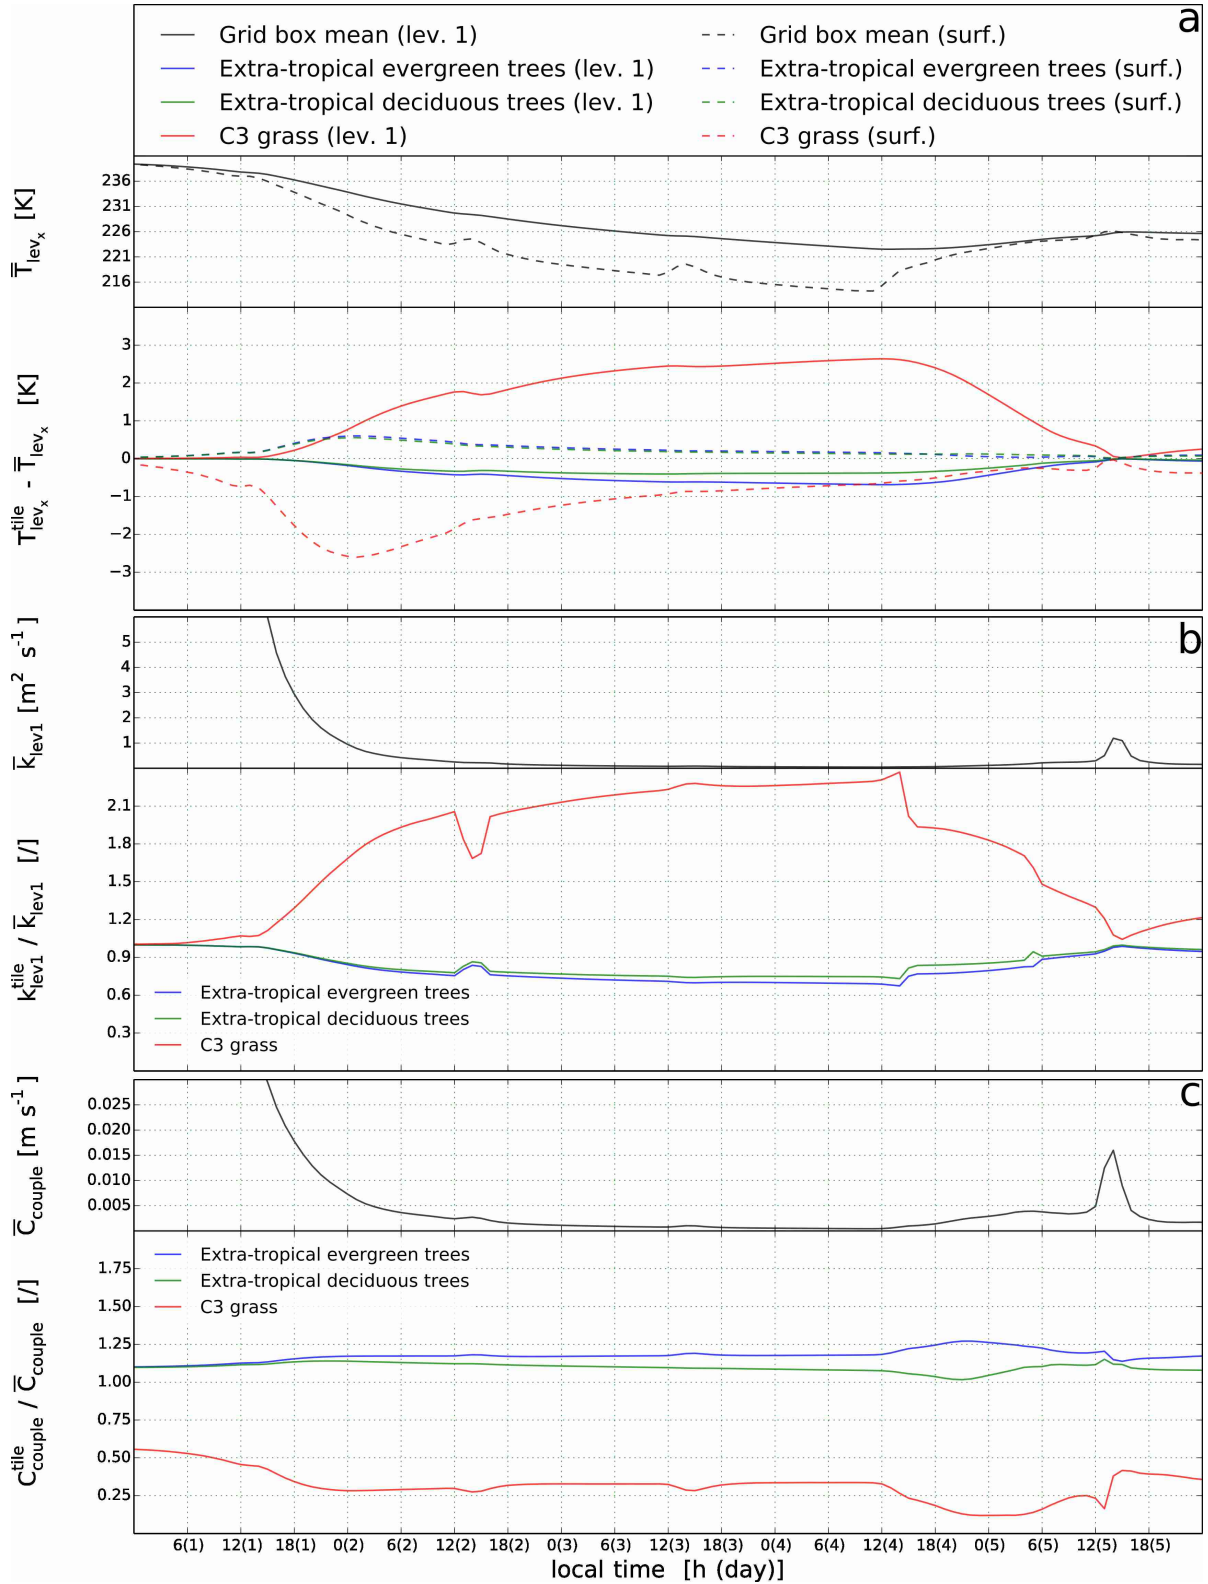 a
Grid box mean (lev. 1)
Grid box mean (surf.)
Extra-tropical evergreen trees (lev. 1)
Extra-tropical evergreen trees (surf.)
Extra-tropical deciduous trees (lev. 1)
Extra-tropical deciduous trees (surf.)
C3 grass (lev. 1)
C3 grass (surf.)
T̅levₓ [K]
236
231
226
221
216
Tᵗⁱˡᵉlevₓ - T̅levₓ [K]
3
2
1
0
−1
−2
−3
b
k̅lev1 [m² s⁻¹]
5
4
3
2
1
kᵗⁱˡᵉlev1 / k̅lev1 [/]
2.1
1.8
1.5
1.2
0.9
0.6
0.3
Extra-tropical evergreen trees
Extra-tropical deciduous trees
C3 grass
c
C̅couple [m s⁻¹]
0.025
0.020
0.015
0.010
0.005
Cᵗⁱˡᵉcouple / C̅couple [/]
Extra-tropical evergreen trees
Extra-tropical deciduous trees
C3 grass
1.75
1.50
1.25
1.00
0.75
0.50
0.25
6(1) 12(1) 18(1) 0(2) 6(2) 12(2) 18(2) 0(3) 6(3) 12(3) 18(3) 0(4) 6(4) 12(4) 18(4) 0(5) 6(5) 12(5) 18(5)
local time [h (day)]